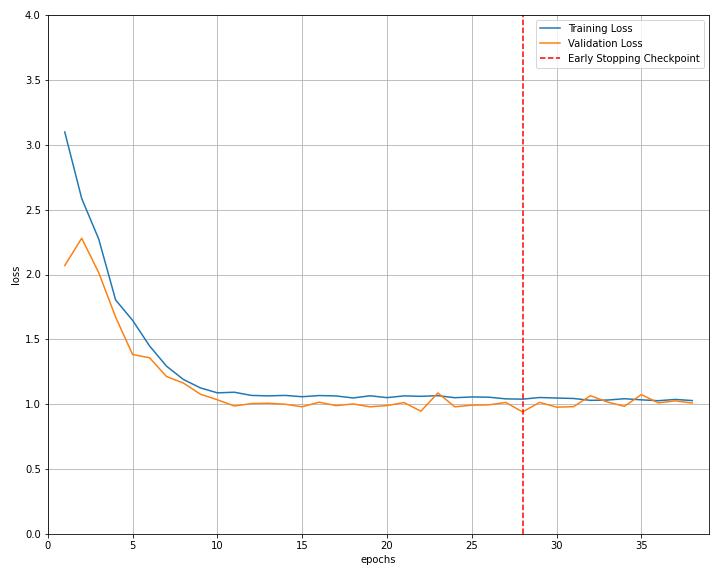 4.0
3.5
3.0
2.5
2.0
1.5
1.0
0.5
0.0
loss
0 5 10 15 20 25 30 35
epochs
Training Loss
Validation Loss
Early Stopping Checkpoint